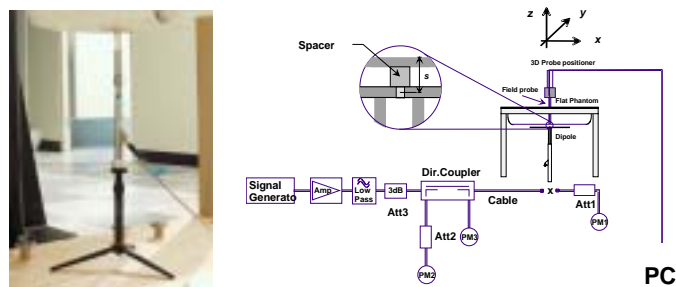 z
y
x
Spacer
s
3D Probe positioner
Field probe
Flat Phantom
Dipole
Signal
Generato
Amp
Low
Pass
3dB
Att3
Dir.Coupler
Cable
x
Att1
PM1
Att2
PM3
PM2
PC